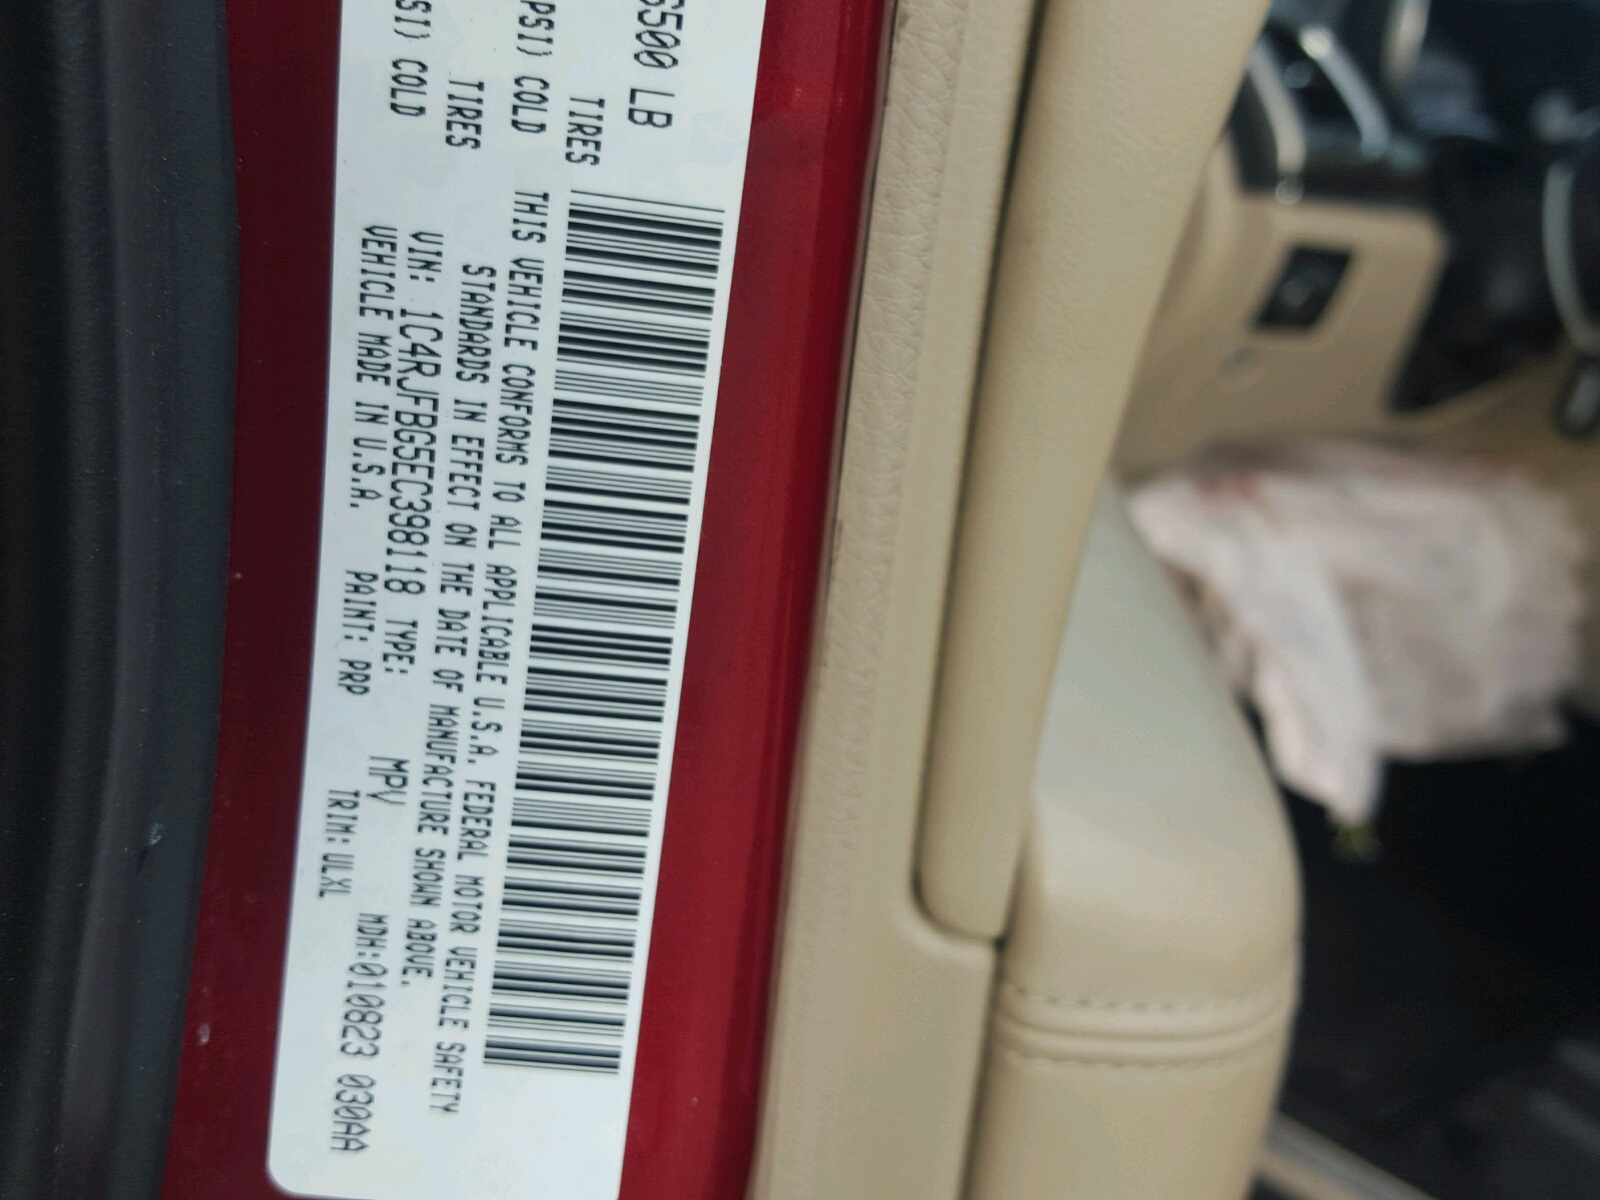 6500 LB
TIRES
PSI) COLD
TIRES
SI) COLD
THIS VEHICLE CONFORMS TO ALL APPLICABLE U.S.A. FEDERAL MOTOR VEHICLE SAFETY
STANDARDS IN EFFECT ON THE DATE OF MANUFACTURE SHOWN ABOVE.
VIN: 1C4RJFBG5EC398118 TYPE: MPV MDH:010823 030AA
VEHICLE MADE IN U.S.A. PAINT: PRP TRIM: ULXL